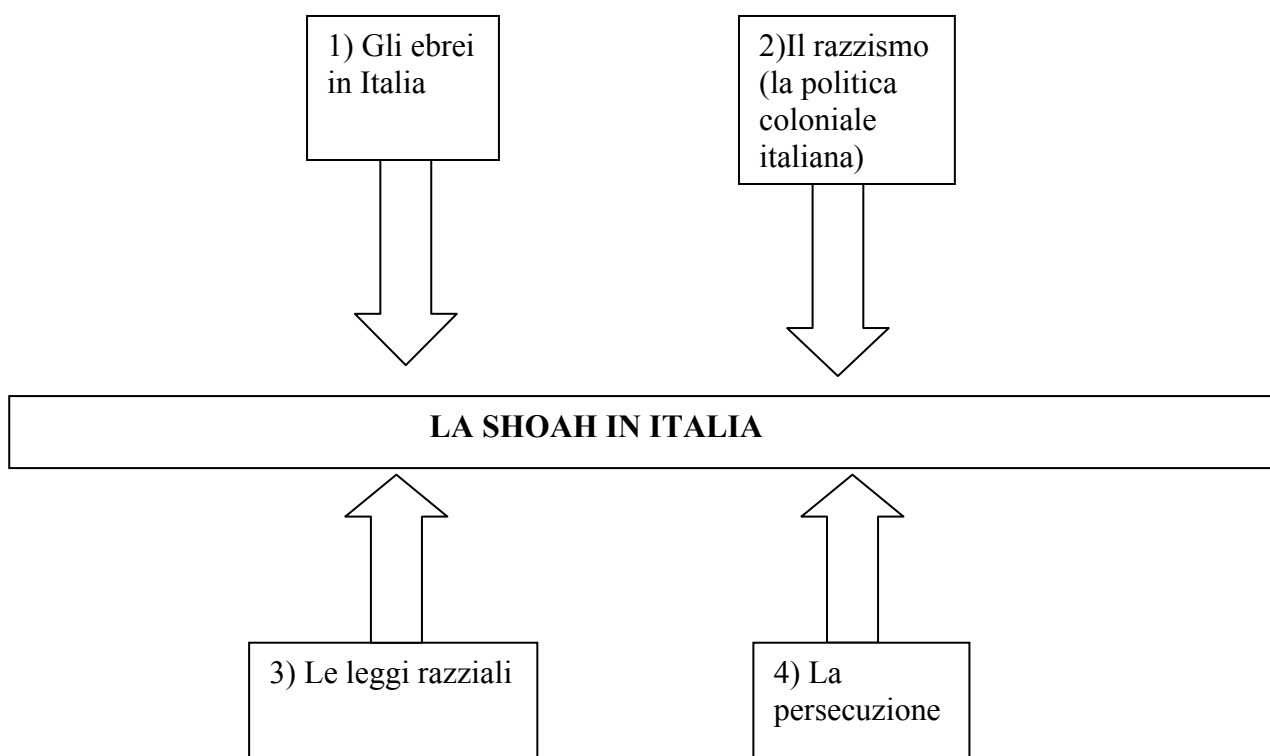 1) Gli ebrei
in Italia
2)Il razzismo
(la politica
coloniale
italiana)
LA SHOAH IN ITALIA
3) Le leggi razziali
4) La
persecuzione